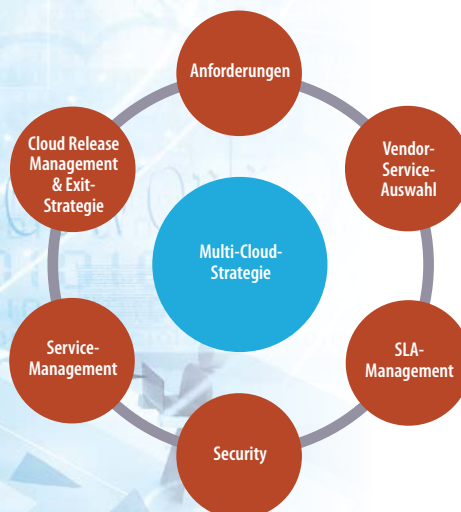 Anforderungen
Cloud Release
Management
& Exit-
Strategie
Vendor-
Service-
Auswahl
Multi-Cloud-
Strategie
Service-
Management
SLA-
Management
Security